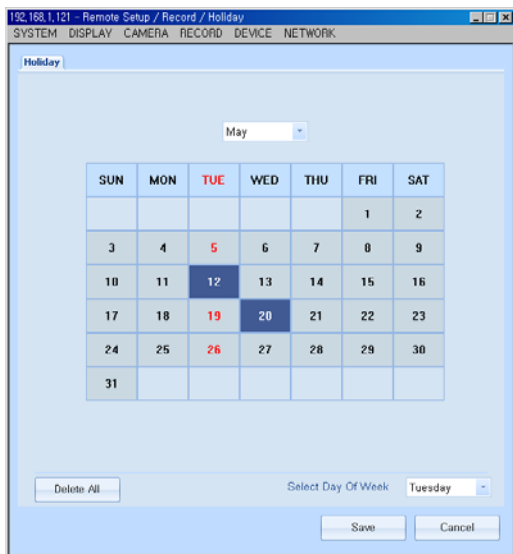 192,168,1,121 - Remote Setup / Record / Holiday
SYSTEM DISPLAY CAMERA RECORD DEVICE NETWORK
Holiday
May
SUN MON TUE WED THU FRI SAT
1 2
3 4 5 6 7 8 9
10 11 12 13 14 15 16
17 18 19 20 21 22 23
24 25 26 27 28 29 30
31
Delete All Select Day Of Week Tuesday
Save Cancel